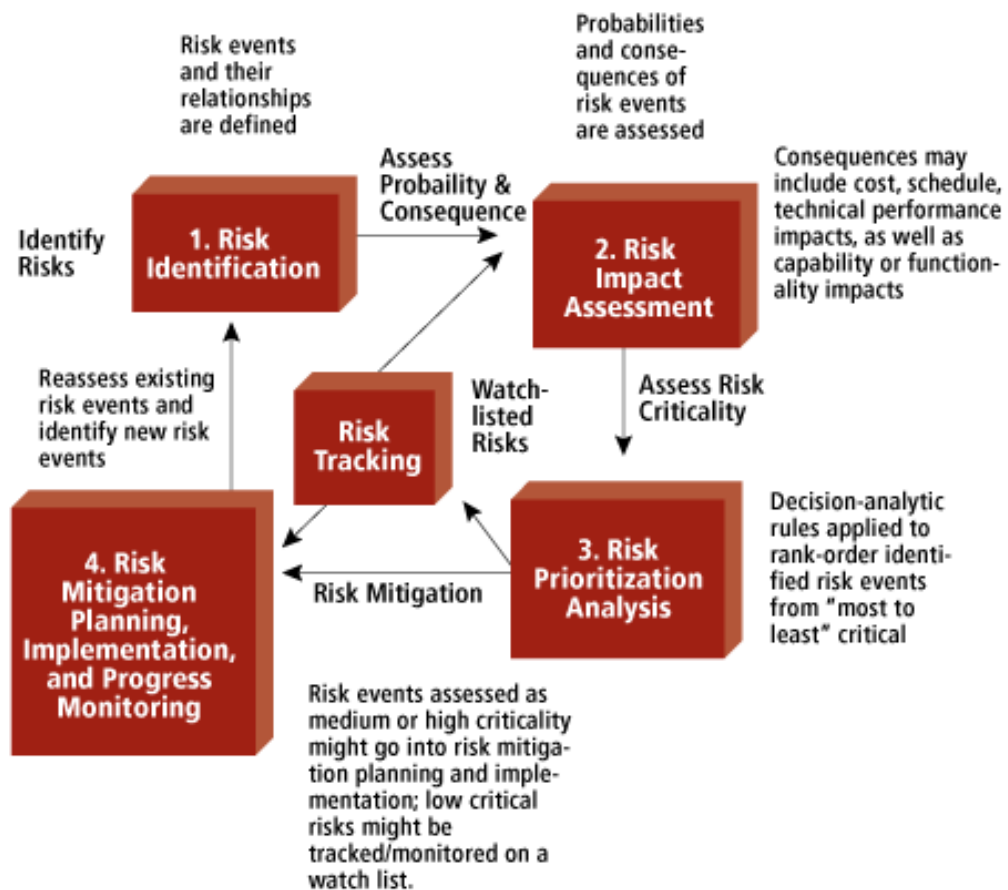 Risk events
and their
relationships
are defined
Probabilities
and conse-
quences of
risk events
are assessed
Assess
Probaility &
Consequence
Consequences may
include cost, schedule,
technical performance
impacts, as well as
capability or function-
ality impacts
Identify
Risks
1. Risk
Identification
2. Risk
Impact
Assessment
Reassess existing
risk events and
identify new risk
events
Risk
Tracking
Watch-
listed
Risks
Assess Risk
Criticality
4. Risk
Mitigation
Planning,
Implementation,
and Progress
Monitoring
Risk Mitigation
3. Risk
Prioritization
Analysis
Decision-analytic
rules applied to
rank-order identi-
fied risk events
from "most to
least" critical
Risk events assessed as
medium or high criticality
might go into risk mitiga-
tion planning and imple-
mentation; low critical
risks might be
tracked/monitored on a
watch list.